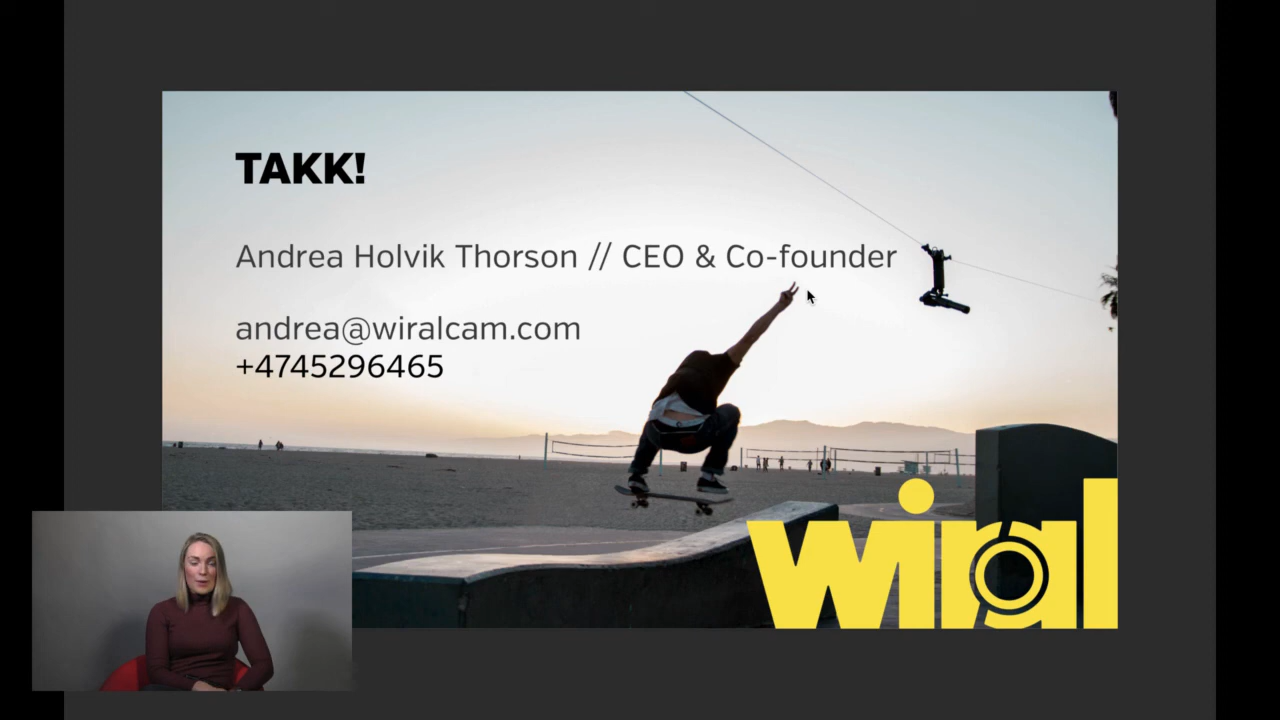 TAKK!
Andrea Holvik Thorson // CEO & Co-founder
andrea@wiralcam.com
+4745296465
wiral